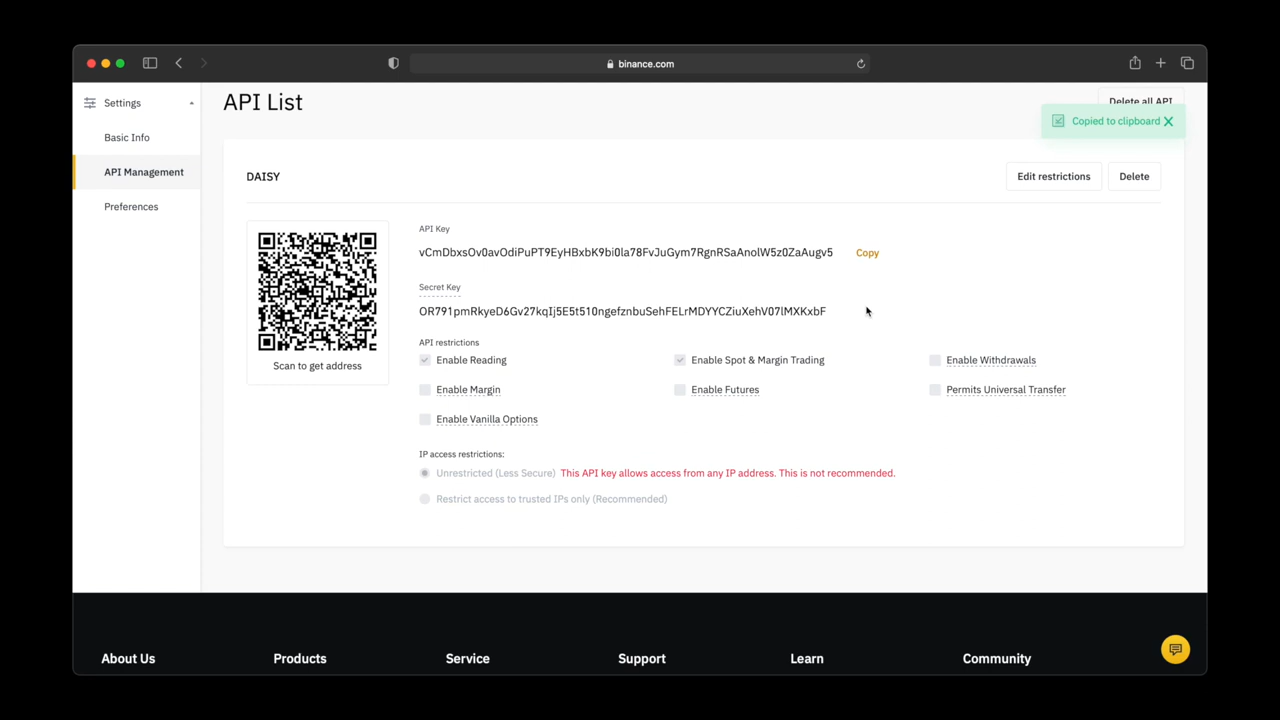 binance.com
Settings
Basic Info
API Management
Preferences
API List
Delete all API
Copied to clipboard
DAISY
Edit restrictions
Delete
Scan to get address
API Key
Copy
Secret Key
API restrictions
Enable Reading
Enable Spot & Margin Trading
Enable Withdrawals
Enable Margin
Enable Futures
Permits Universal Transfer
Enable Vanilla Options
IP access restrictions:
Unrestricted (Less Secure) This API key allows access from any IP address. This is not recommended.
Restrict access to trusted IPs only (Recommended)
About Us
Products
Service
Support
Learn
Community